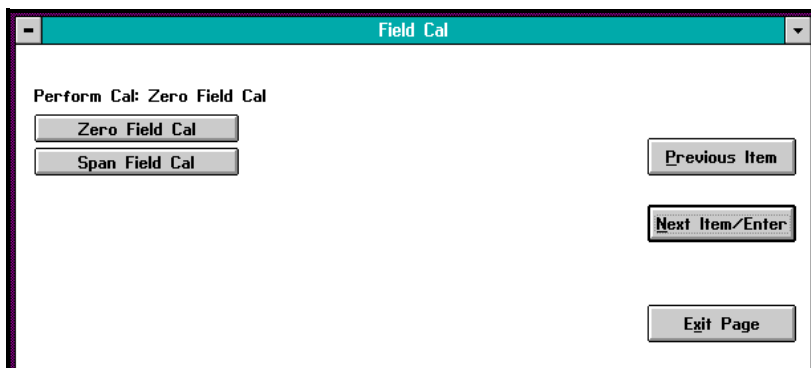 Field Cal
Perform Cal: Zero Field Cal
Zero Field Cal
Span Field Cal
Previous Item
Next Item/Enter
Exit Page